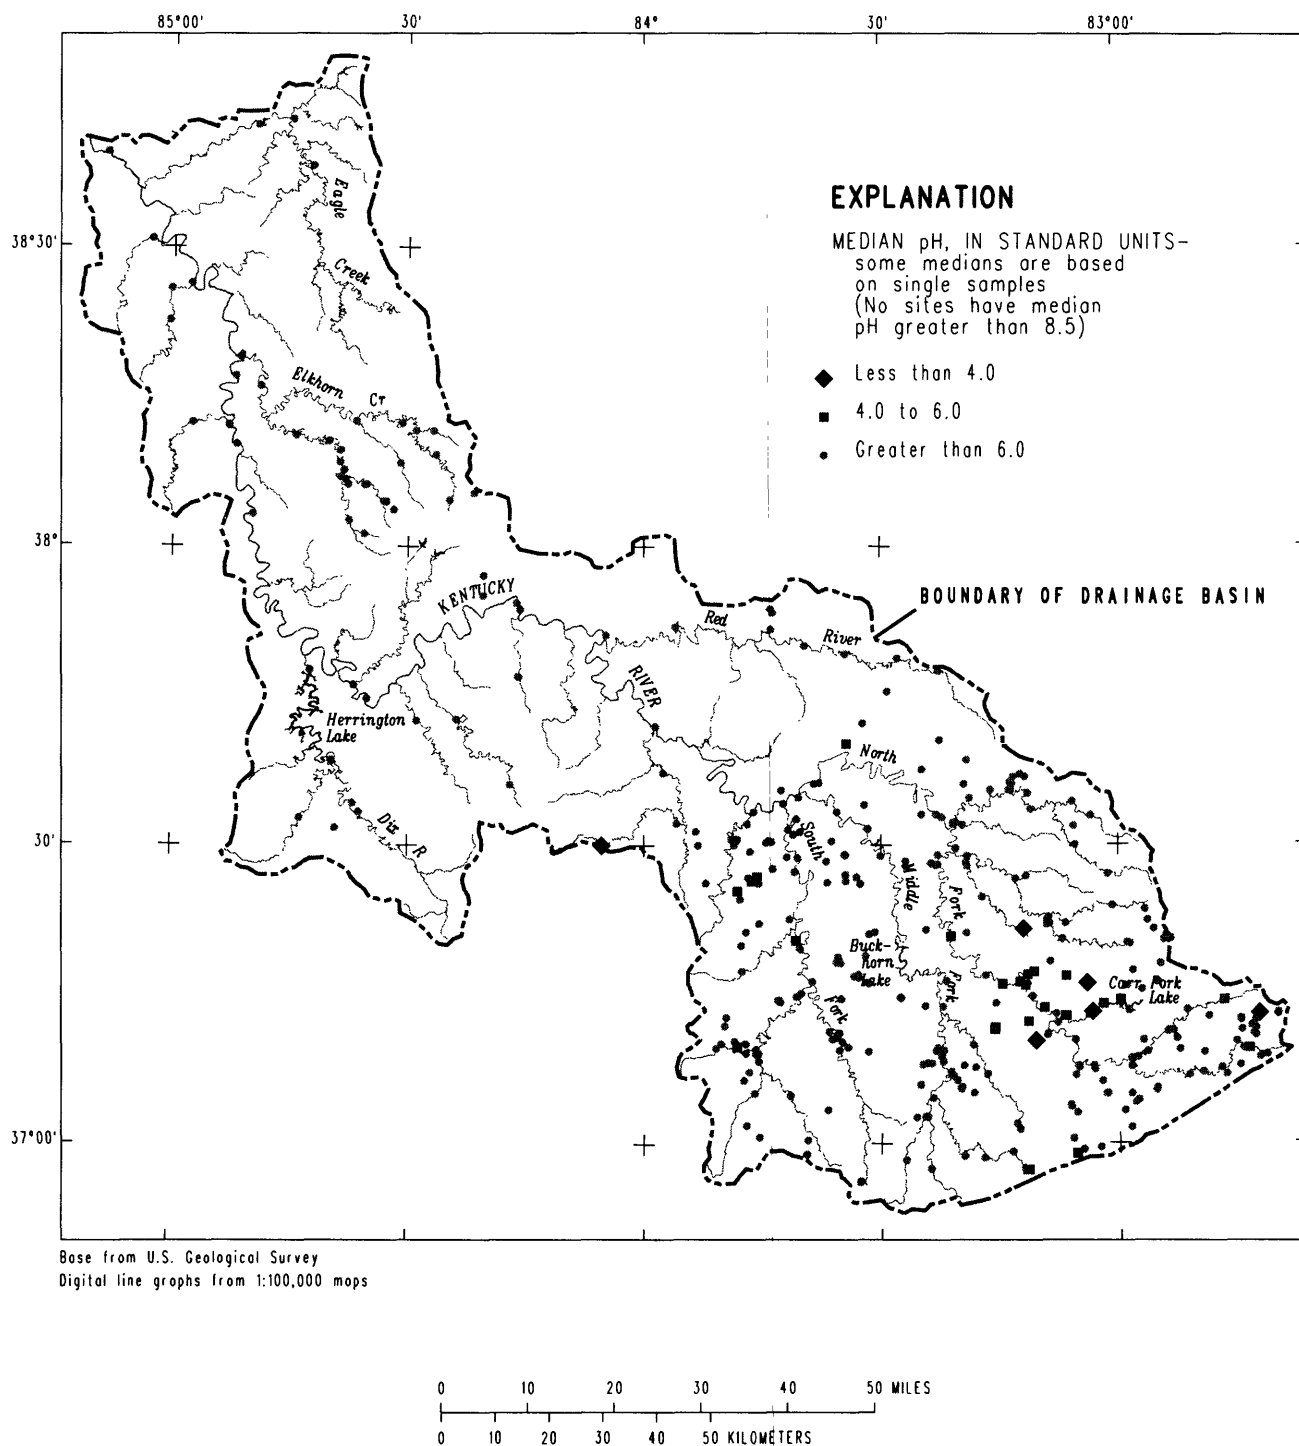 85°00' 30' 84° 30' 83°00'
EXPLANATION
MEDIAN pH, IN STANDARD UNITS-
some medians are based
on single samples
(No sites have median
pH greater than 8.5)
Less than 4.0
4.0 to 6.0
Greater than 6.0
38°30'
Eagle
Creek
Elkhorn Cr
38°
KENTUCKY
RIVER
Red
River
BOUNDARY OF DRAINAGE BASIN
Herrington
Lake
North
Dix R
30'
South
Middle
Fork
Buck-
horn
Lake
Fork
Fork
Carr Fork
Lake
37°00'
Base from U.S. Geological Survey
Digital line graphs from 1:100,000 maps
0 10 20 30 40 50 MILES
0 10 20 30 40 50 KILOMETERS